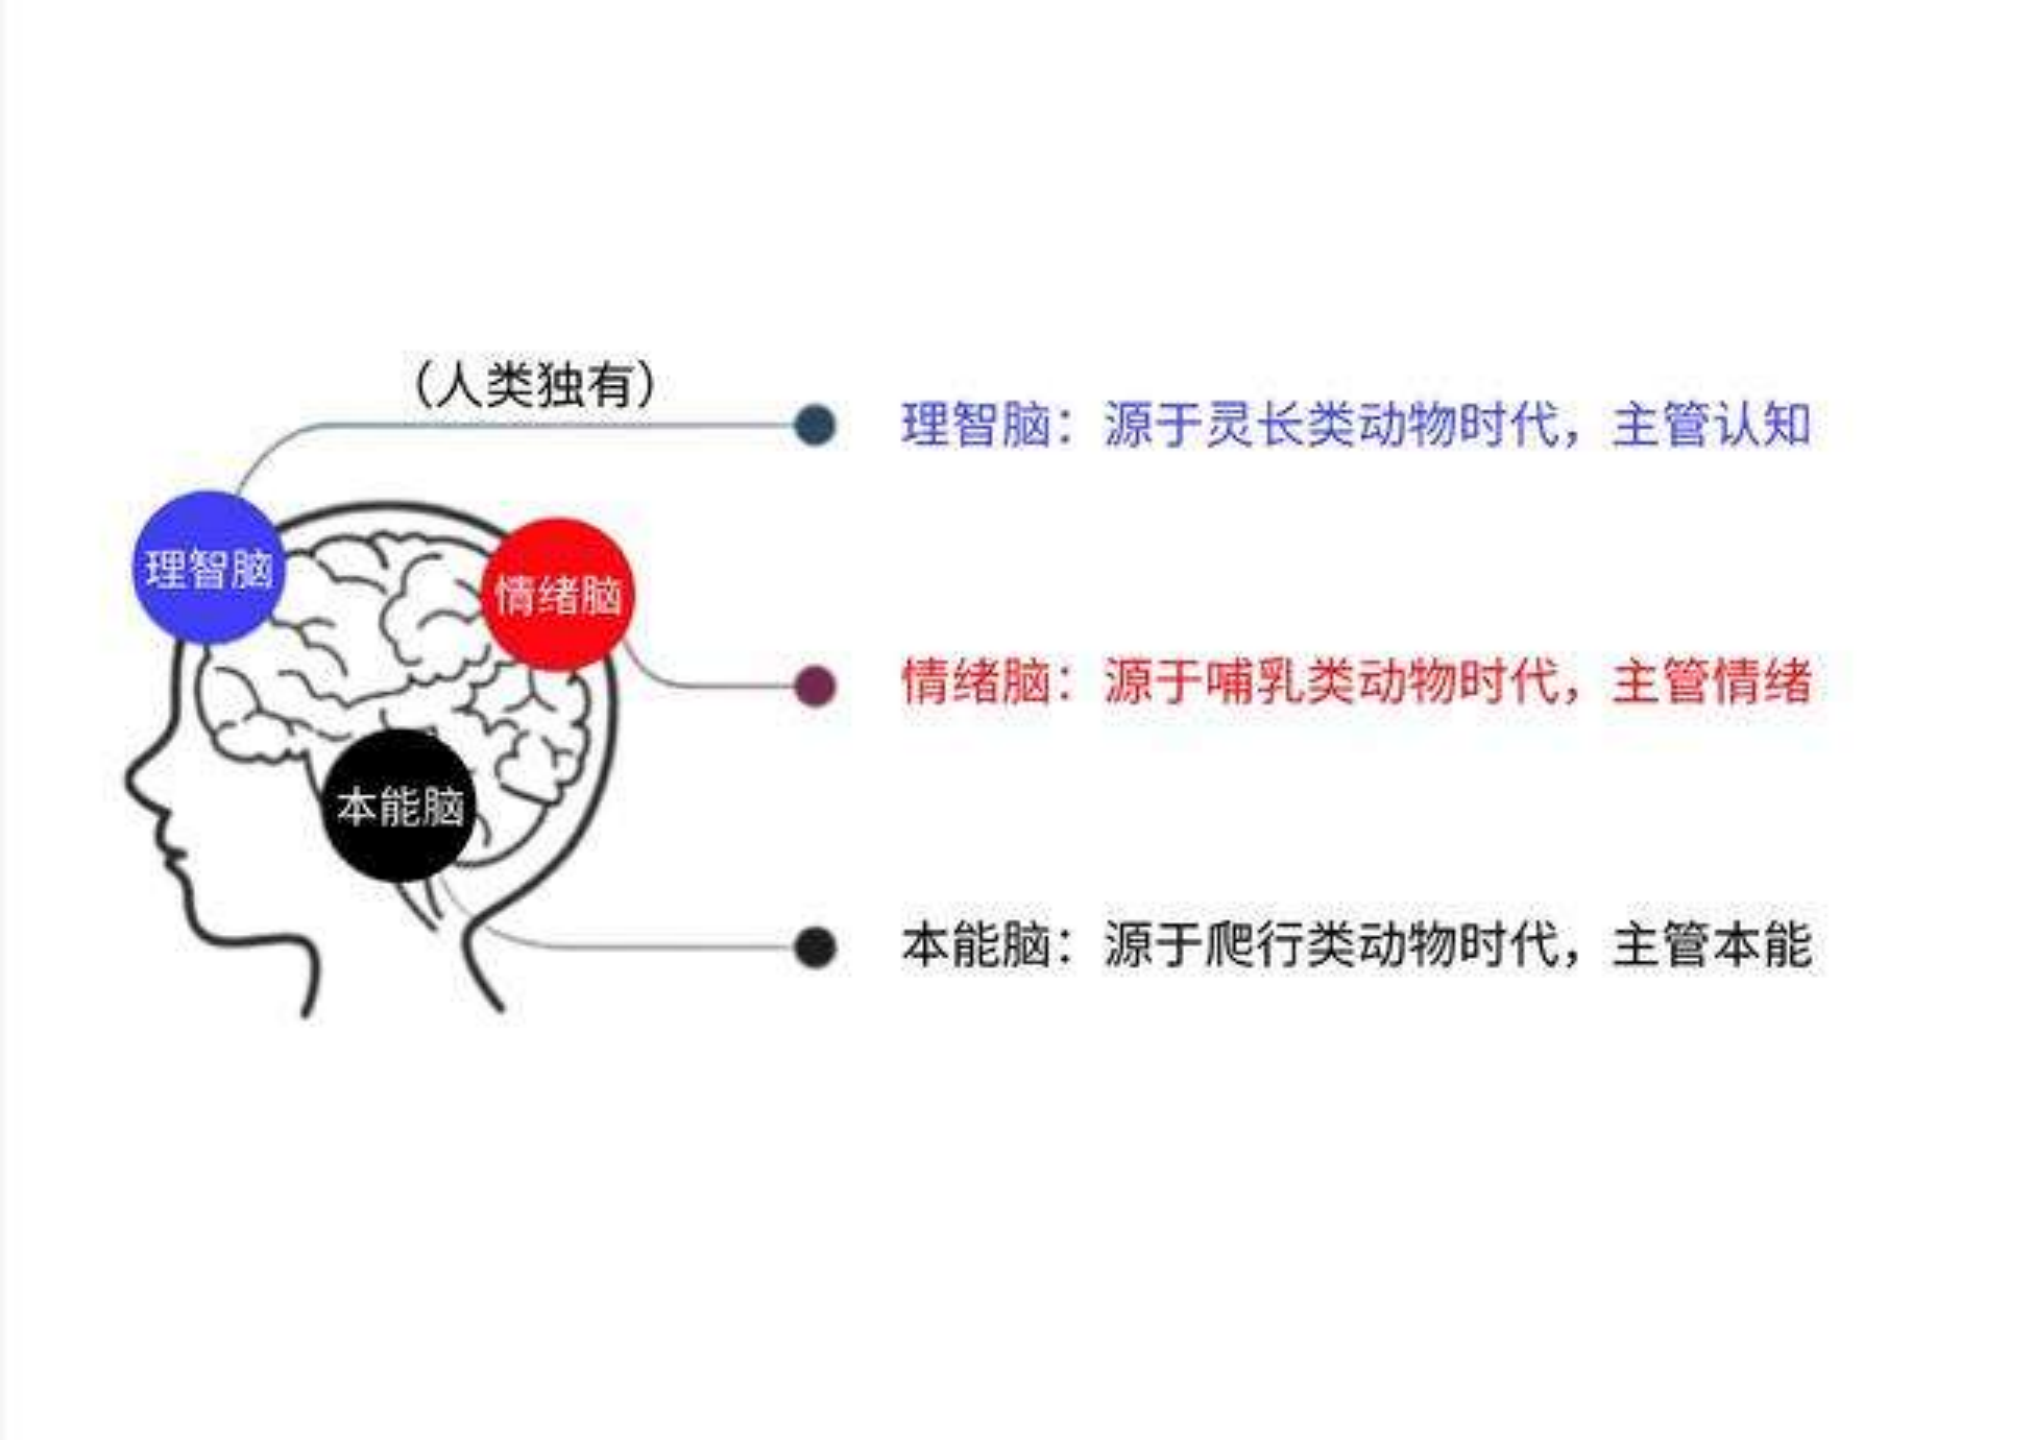 （人类独有）
理智脑：源于灵长类动物时代，主管认知
理智脑
情绪脑
情绪脑：源于哺乳类动物时代，主管情绪
本能脑
本能脑：源于爬行类动物时代，主管本能